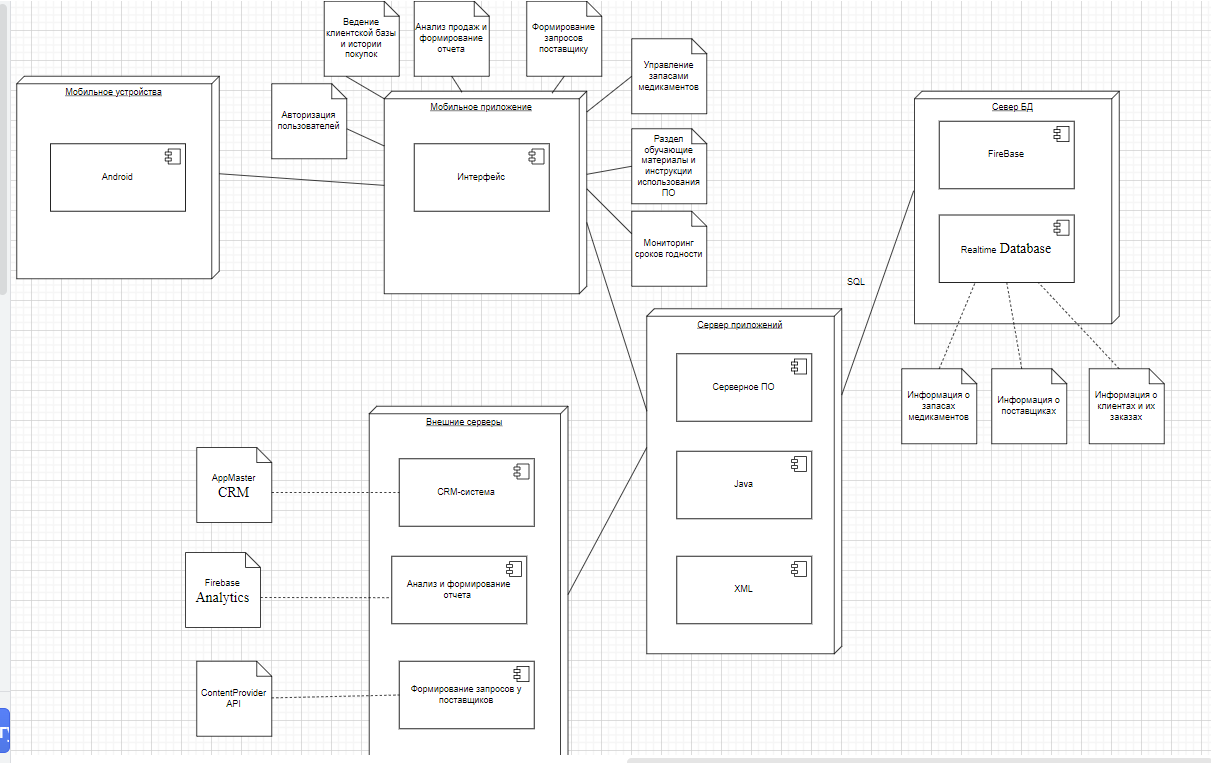 Ведение
клиентской базы
и истории
покупок
Анализ продаж и
формирование
отчета
Формирование
запросов
поставщику
Управление
запасами
медикаментов
Мобильное устройства
Android
Авторизация
пользователей
Мобильное приложение
Интерфейс
Раздел
обучающие
материалы и
инструкции
использования
ПО
Мониторинг
сроков годности
Север БД
FireBase
Realtime Database
SQL
Информация о
запасах
медикаментов
Информация о
поставщиках
Информация о
клиентах и их
заказах
Сервер приложений
Серверное ПО
Java
XML
Внешние серверы
AppMaster
CRM
CRM-система
Firebase
Analytics
Анализ и формирование
отчета
ContentProvider
API
Формирование запросов у
поставщиков